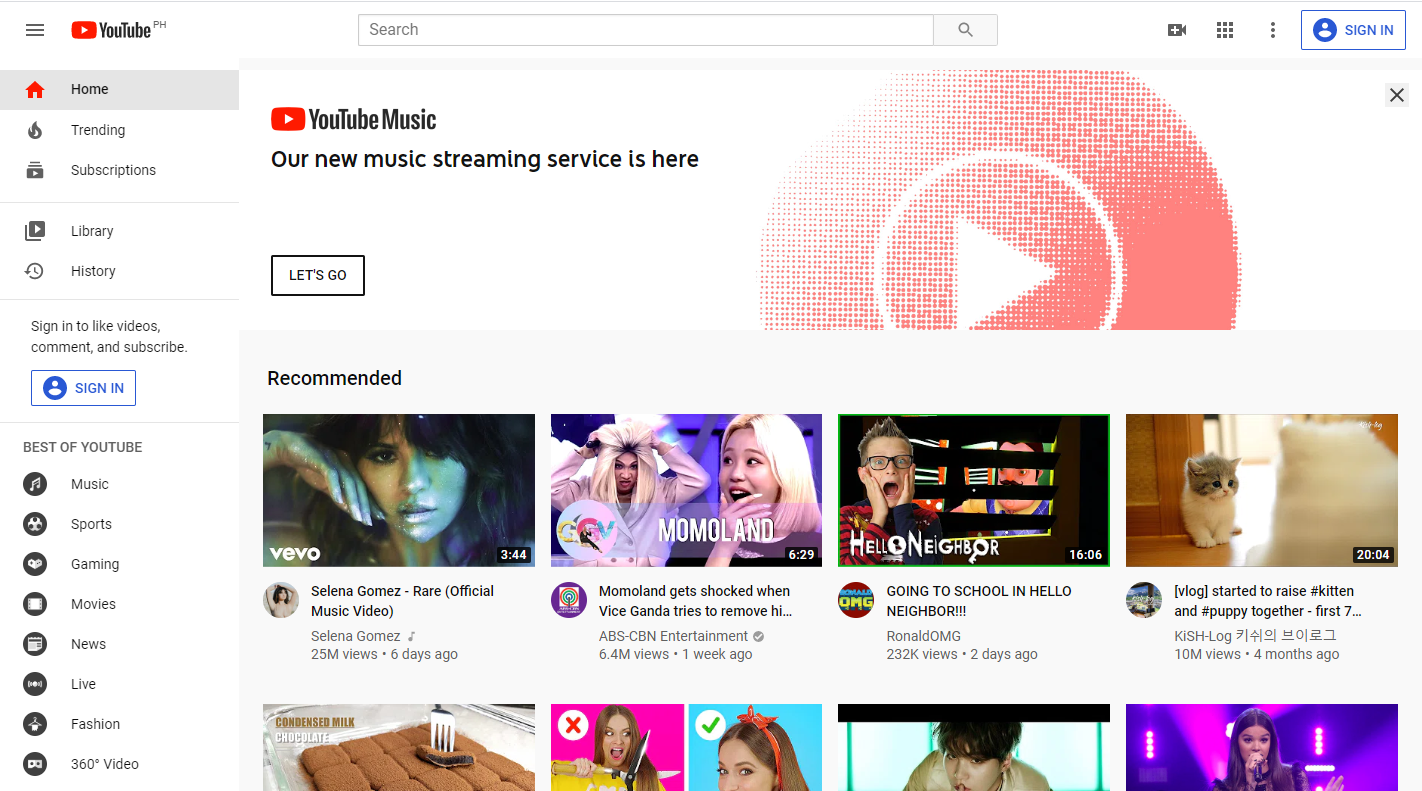 YouTube PH
Search
SIGN IN
Home
Trending
Subscriptions
Library
History
Sign in to like videos,
comment, and subscribe.
SIGN IN
BEST OF YOUTUBE
Music
Sports
Gaming
Movies
News
Live
Fashion
360° Video
YouTube Music
Our new music streaming service is here
LET'S GO
Recommended
vevo
3:44
Selena Gomez - Rare (Official
Music Video)
Selena Gomez
25M views • 6 days ago
GGV
MOMOLAND
6:29
Momoland gets shocked when
Vice Ganda tries to remove hi...
ABS-CBN Entertainment
6.4M views • 1 week ago
HELLO NEIGHBOR
16:06
RONALD
OMG
GOING TO SCHOOL IN HELLO
NEIGHBOR!!!
RonaldOMG
232K views • 2 days ago
Kish-log
20:04
[vlog] started to raise #kitten
and #puppy together - first 7...
KiSH-Log 키쉬의 브이로그
10M views • 4 months ago
CONDENSED MILK
CHOCOLATE